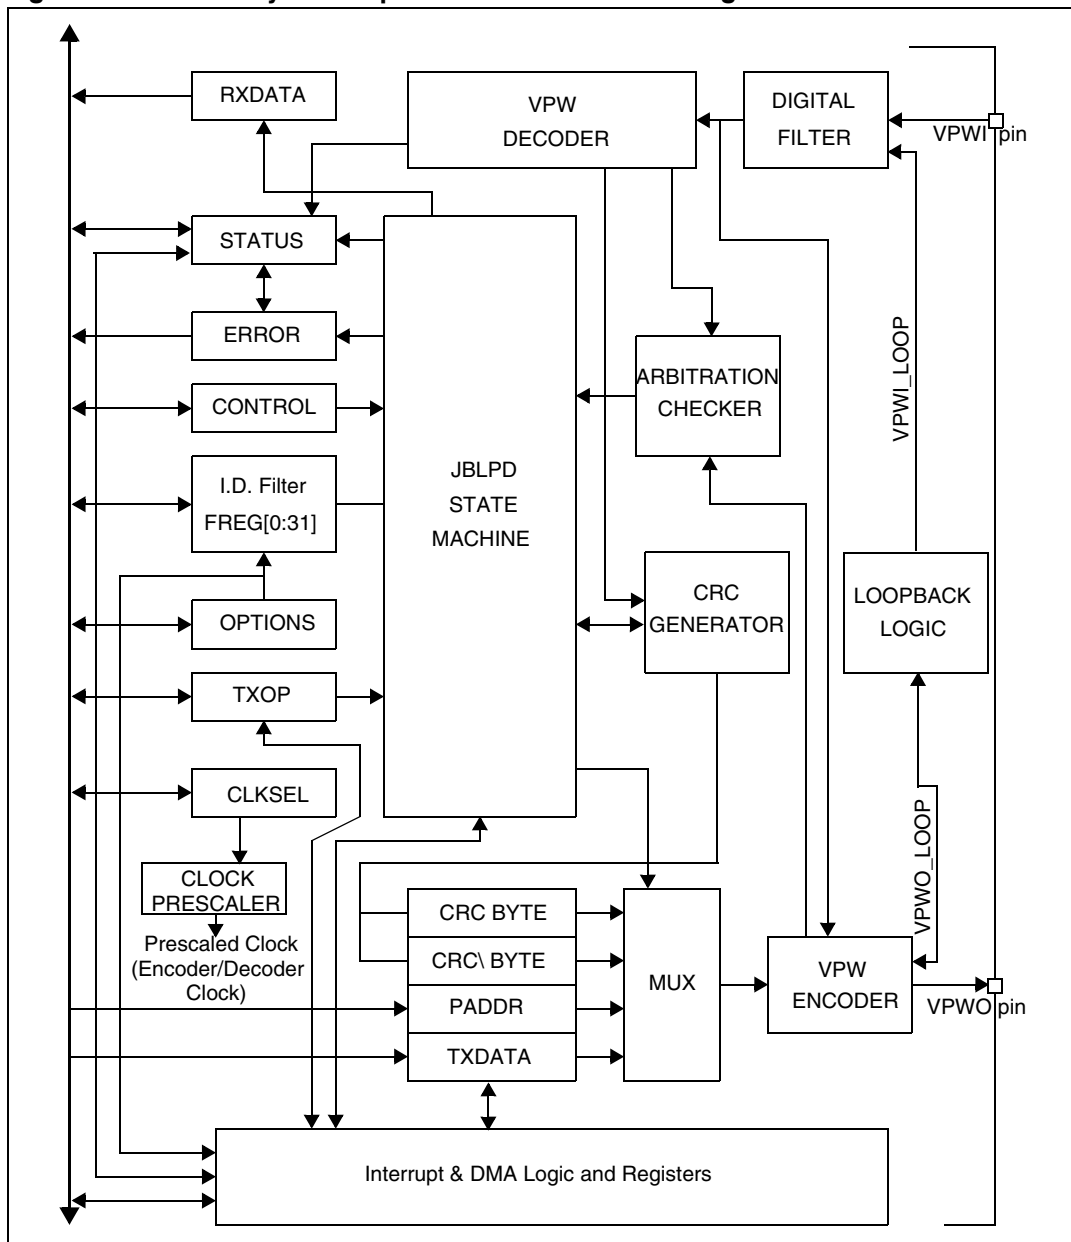 RXDATA
VPW
DECODER
DIGITAL
FILTER
VPWI pin
STATUS
ERROR
ARBITRATION
CHECKER
VPWI_LOOP
CONTROL
JBLPD
STATE
MACHINE
I.D. Filter
FREG[0:31]
CRC
GENERATOR
LOOPBACK
LOGIC
OPTIONS
TXOP
CLKSEL
CLOCK
PRESCALER
Prescaled Clock
(Encoder/Decoder
Clock)
VPWO_LOOP
CRC BYTE
CRC\ BYTE
PADDR
TXDATA
MUX
VPW
ENCODER
VPWO pin
Interrupt & DMA Logic and Registers